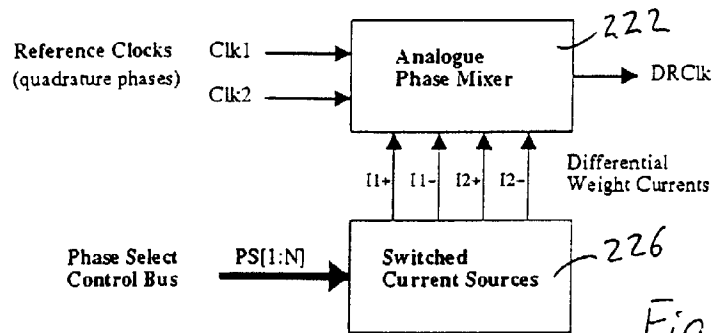 Reference Clocks
(quadrature phases)
Clk1
Clk2
Analogue
Phase Mixer
222
DRClk
I1+ I1- I2+ I2-
Differential
Weight Currents
Phase Select
Control Bus
PS[1:N]
Switched
Current Sources
226
Fig